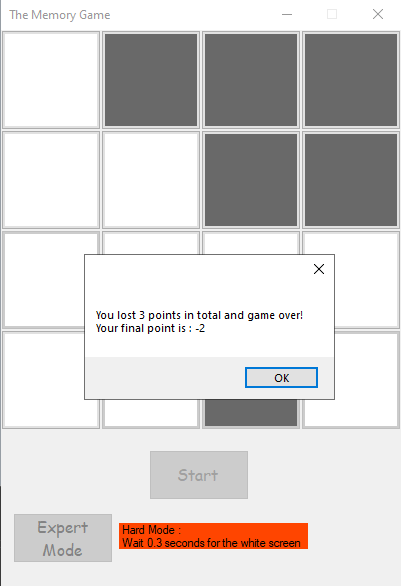 The Memory Game
You lost 3 points in total and game over!
Your final point is : -2
OK
Start
Expert
Mode
Hard Mode :
Wait 0.3 seconds for the white screen